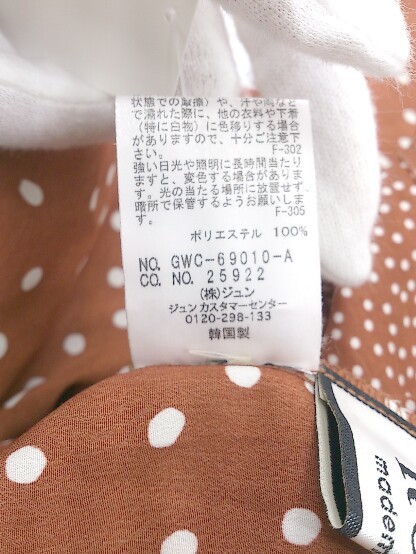 状態での摩擦）や、汗や雨など
で濡れた際に、他の衣料や下着
（特に白物）に色移りする場合
がありますので、十分ご注意下
さい。 F-302
強い日光や照明に長時間当たり
ますと、変色する場合がありま
す。光の当たる場所に放置せず、
暗所で保管するようお願いしま
す。 F-305
ポリエステル 100%
NO. GWC-69010-A
CO. NO. 25922
(株)ジュン
ジュンカスタマーセンター
0120-298-133
韓国製
madem